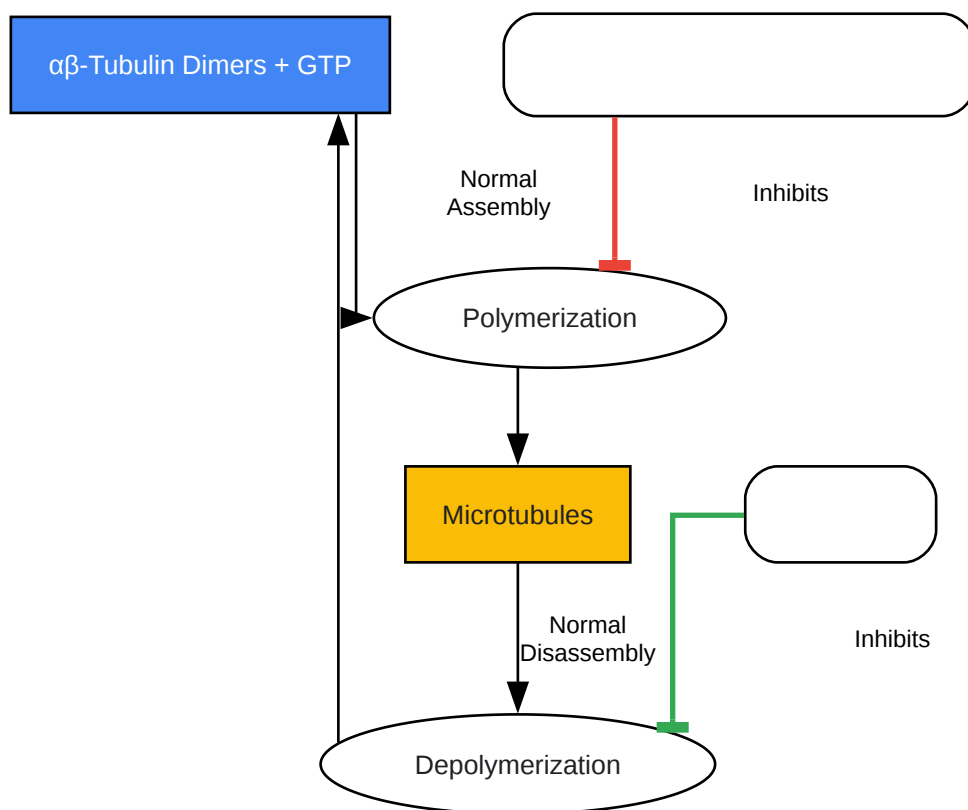 αβ-Tubulin Dimers + GTP
Normal
Assembly
Inhibits
Polymerization
Microtubules
Normal
Disassembly
Inhibits
Depolymerization